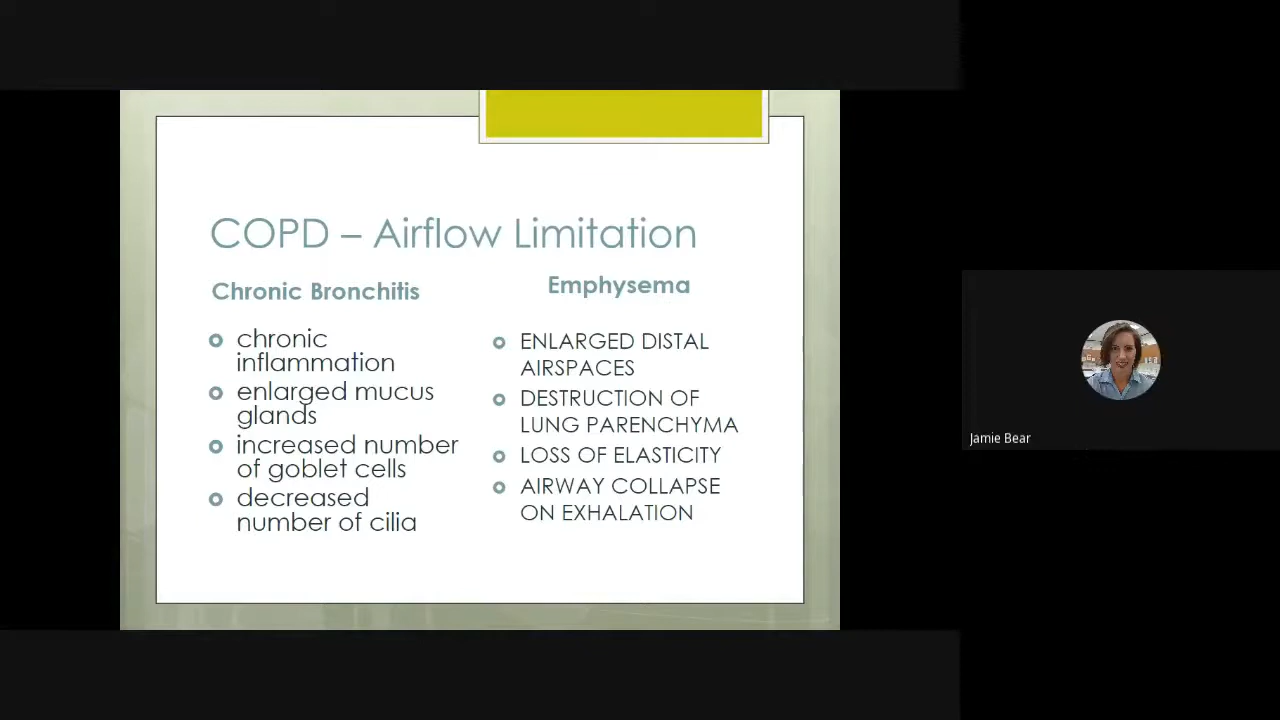 COPD – Airflow Limitation
Chronic Bronchitis
chronic
inflammation
enlarged mucus
glands
increased number
of goblet cells
decreased
number of cilia
Emphysema
ENLARGED DISTAL
AIRSPACES
DESTRUCTION OF
LUNG PARENCHYMA
LOSS OF ELASTICITY
AIRWAY COLLAPSE
ON EXHALATION
Jamie Bear